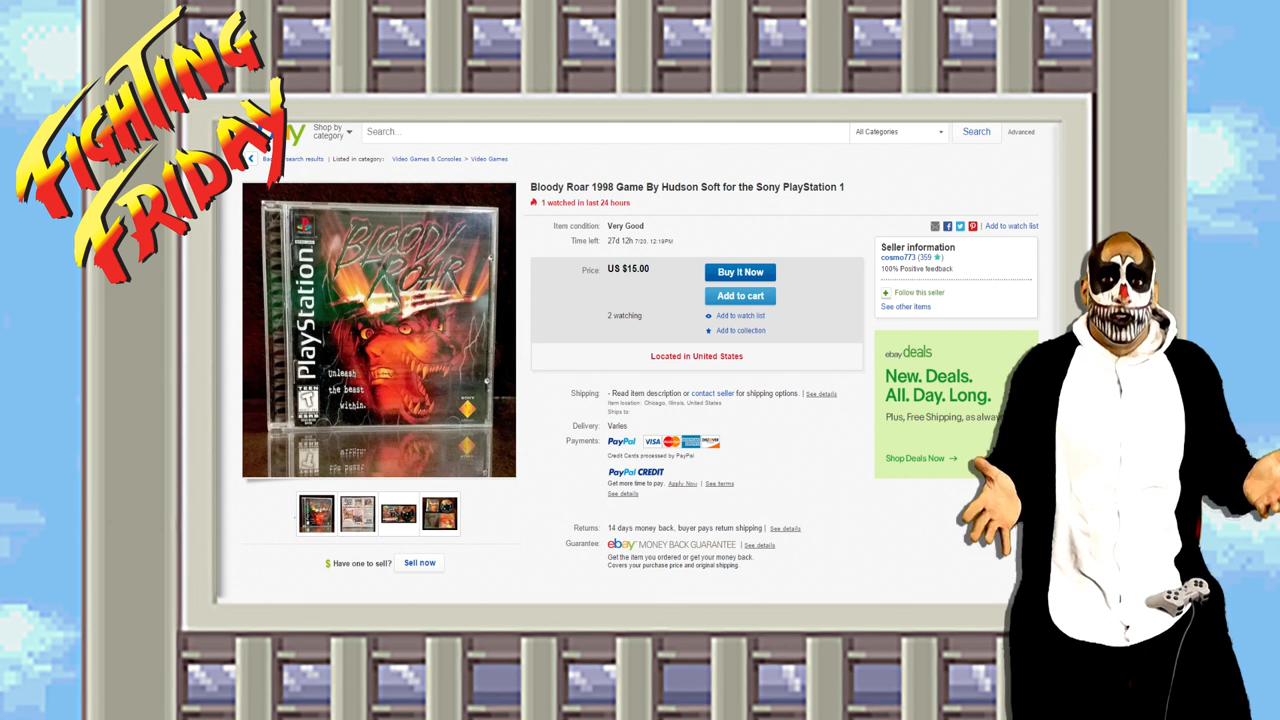 FIGHTING
FRIDAY
Shop by
category
Search...
All Categories
Search
Advanced
search results | Listed in category: Video Games & Consoles > Video Games
Bloody Roar 1998 Game By Hudson Soft for the Sony PlayStation 1
1 watched in last 24 hours
Item condition: Very Good
Time left: 27d 12h 7/20, 12:19PM
Add to watch list
Price: US $15.00
Buy It Now
Add to cart
2 watching
Add to watch list
Add to collection
Located in United States
Seller information
cosmo773 (359)
100% Positive feedback
Follow this seller
See other items
ebay deals
New. Deals.
All. Day. Long.
Plus, Free Shipping, as
Shop Deals Now →
PlayStation
BLOODY
ROAR
Unleash
the beast
within.
TEEN
SONY
Shipping: - Read item description or contact seller for shipping options. | See details
Item location: Chicago, Illinois, United States
Ships to:
Delivery: Varies
Payments: PayPal VISA MasterCard DISCOVER
Credit Cards processed by PayPal
PayPal CREDIT
Get more time to pay. Apply Now | See terms
See details
Returns: 14 days money back, buyer pays return shipping | See details
Guarantee: ebay MONEY BACK GUARANTEE | See details
Get the item you ordered or get your money back.
Covers your purchase price and original shipping.
$ Have one to sell? Sell now